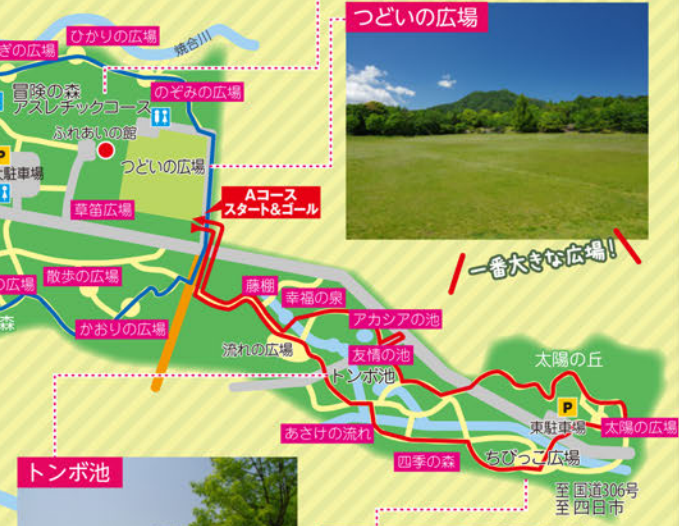 つどいの広場
ひかりの広場
ぎの広場
焼合川
冒険の森
アスレチックコース
のぞみの広場
ふれあいの館
P
駐車場
つどいの広場
草笛広場
Aコース
スタート&ゴール
一番大きな広場!
の広場
散歩の広場
森
かおりの広場
藤棚
幸福の泉
アカシアの池
流れの広場
友情の池
トンボ池
太陽の丘
P
東駐車場
太陽の広場
あさけの流れ
四季の森
ちびっこ広場
トンボ池
至 国道306号
至 四日市